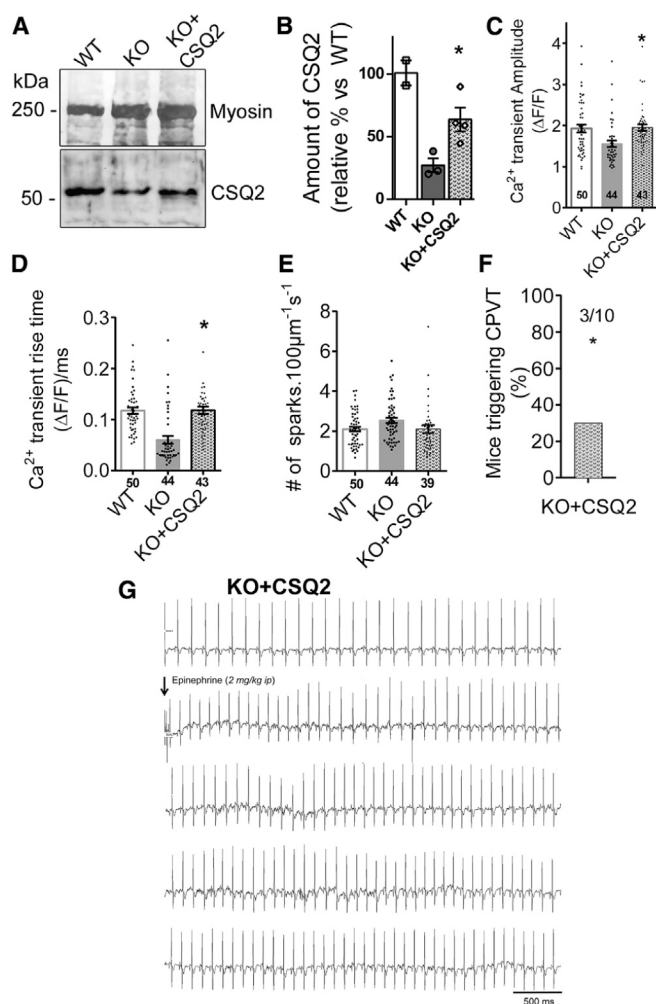 A
WT
KO
KO+
CSQ2
kDa
250 -
Myosin
50 -
CSQ2
B
Amount of CSQ2
(relative % vs WT)
100
50
0
*
WT
KO
KO+CSQ2
C
Ca²⁺ transient Amplitude
(ΔF/F)
4
3
2
1
0
*
50
44
43
WT
KO
KO+CSQ2
D
Ca²⁺ transient rise time
(ΔF/F)/ms
0.3
0.2
0.1
0.0
*
50
44
43
WT
KO
KO+CSQ2
E
# of sparks.100µm⁻¹s⁻¹
8
6
4
2
0
50
44
39
WT
KO
KO+CSQ2
F
Mice triggering CPVT
(%)
100
80
60
40
20
0
3/10
*
KO+CSQ2
G
KO+CSQ2
Epinephrine (2 mg/kg ip)
500 ms